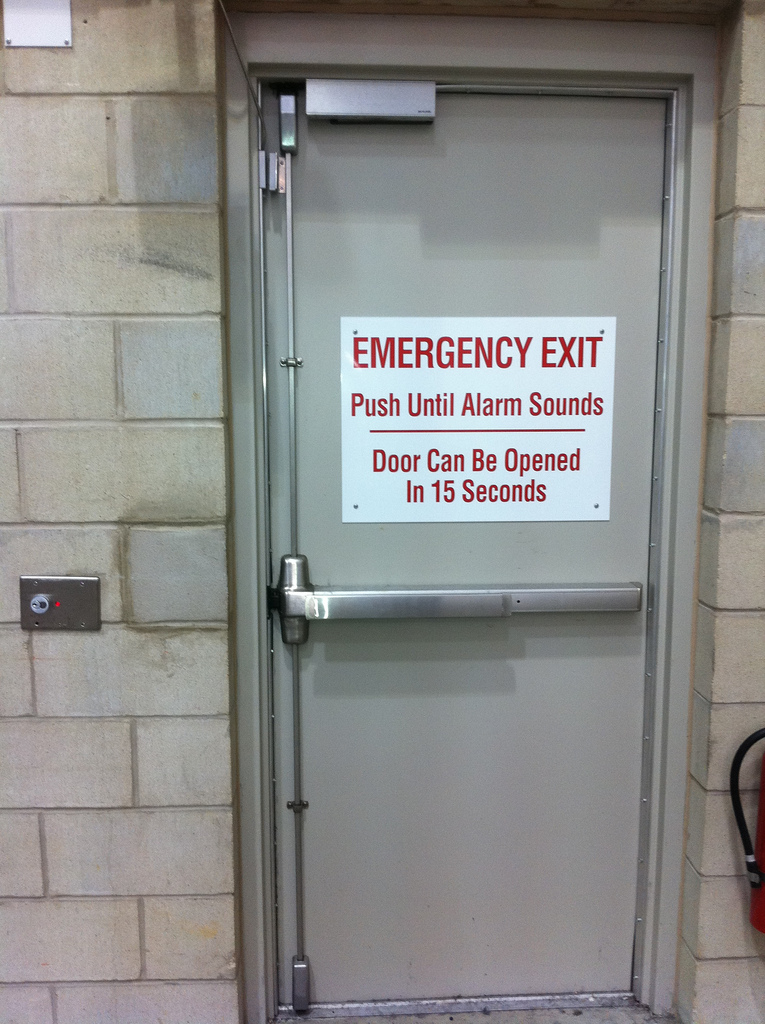 EMERGENCY EXIT
Push Until Alarm Sounds
Door Can Be Opened
In 15 Seconds